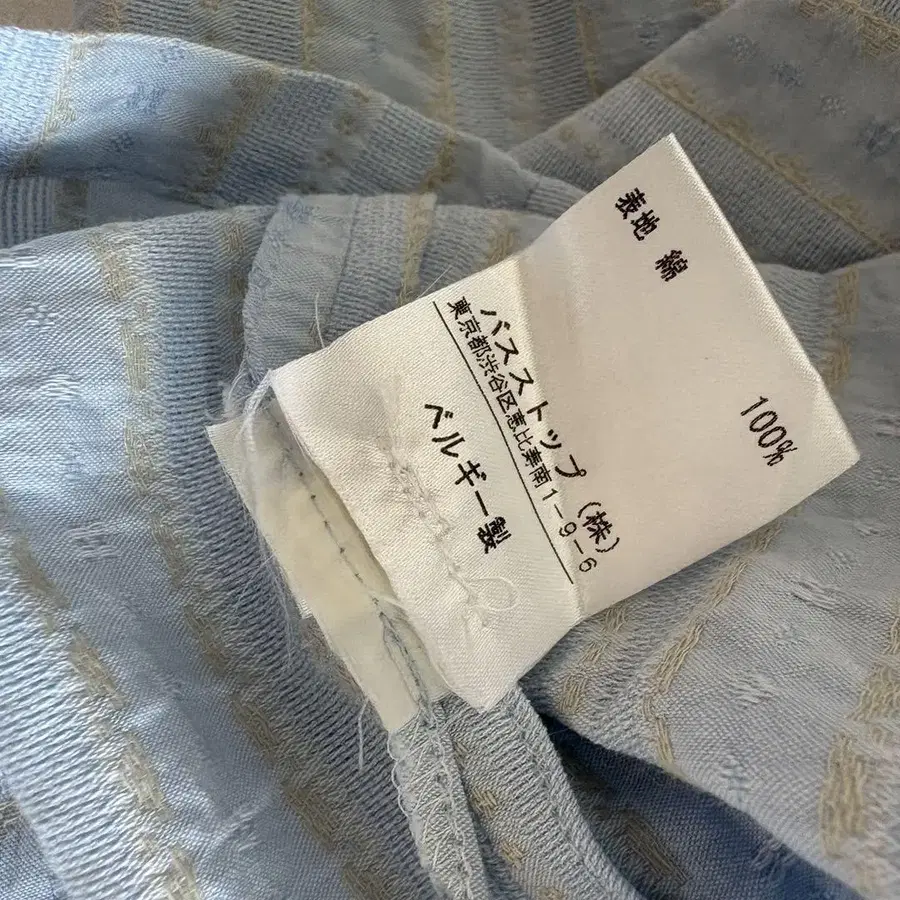 表地 綿 100%
バスストップ (株)
東京都渋谷区恵比寿南1-9-6
ベルギー製